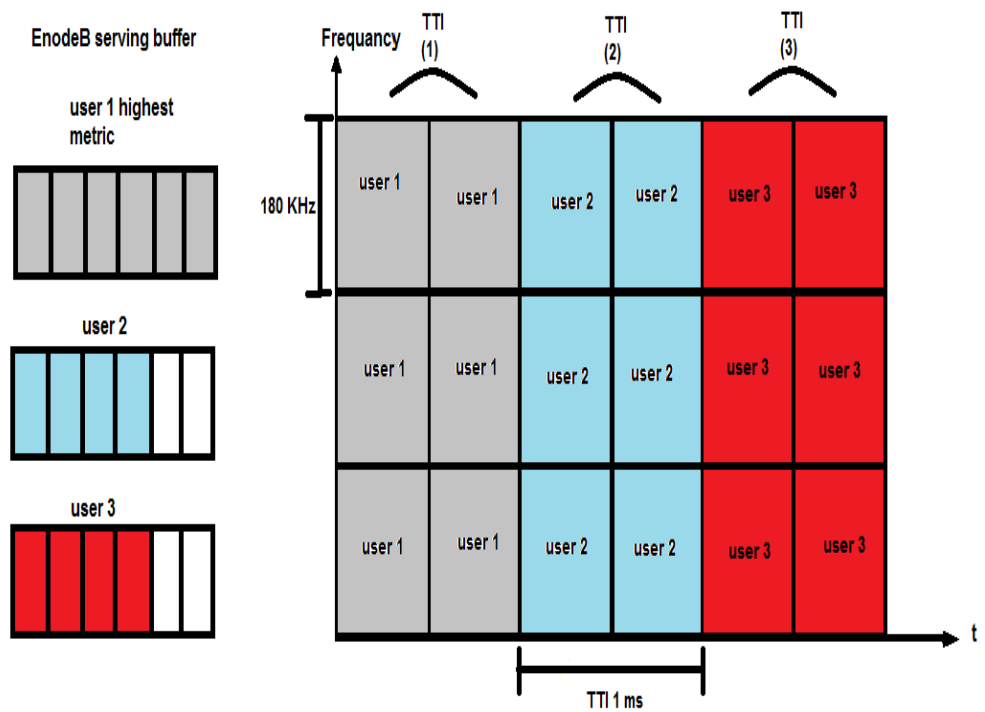 EnodeB serving buffer
user 1 highest
metric
user 2
user 3
Frequancy
TTI
(1)
TTI
(2)
TTI
(3)
180 KHz
user 1
user 1
user 2
user 2
user 3
user 3
user 1
user 1
user 2
user 2
user 3
user 3
user 1
user 1
user 2
user 2
user 3
user 3
t
TTI 1 ms